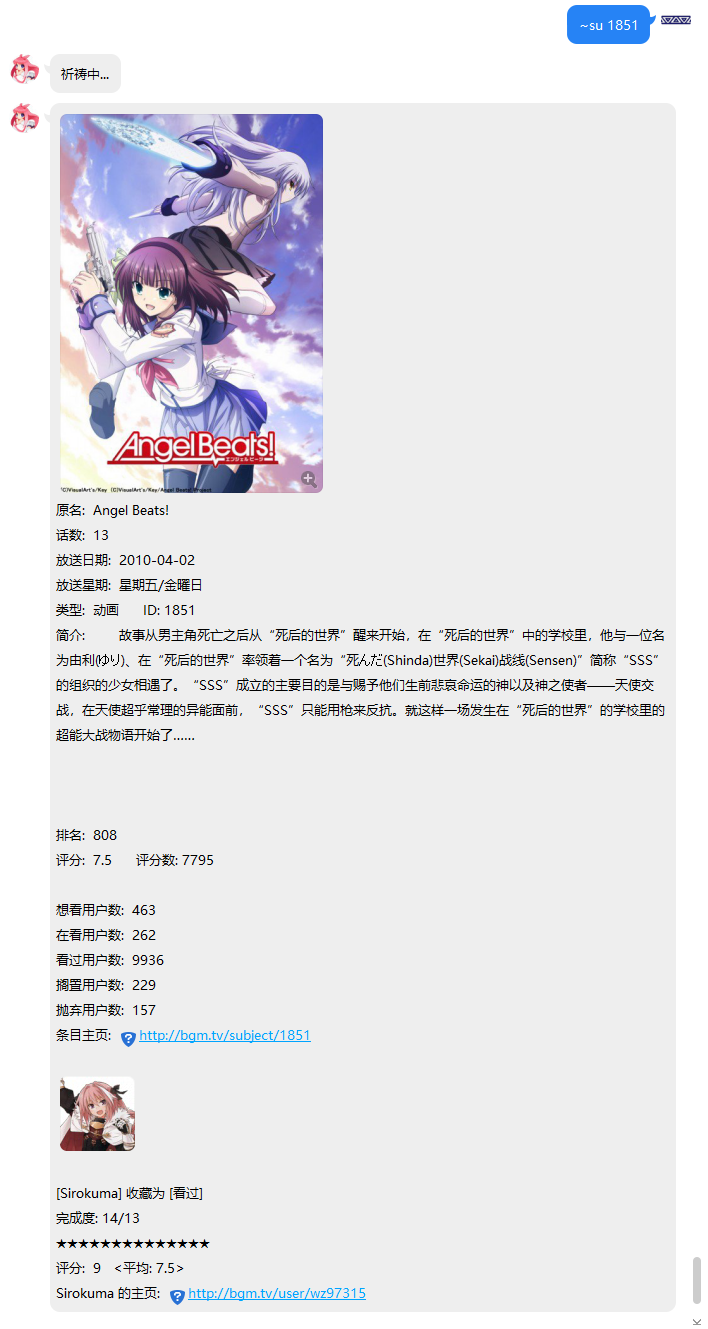 ~su 1851
祈祷中...
Angel Beats!
エンジェルビーツ
©VisualArt's/Key (C)VisualArt's/Key/Angel Beats! Project
原名: Angel Beats!
话数: 13
放送日期: 2010-04-02
放送星期: 星期五/金曜日
类型: 动画 ID: 1851
简介: 故事从男主角死亡之后从“死后的世界”醒来开始，在“死后的世界”中的学校里，他与一位名
为由利(ゆり)、在“死后的世界”率领着一个名为“死んだ(Shinda)世界(Sekai)战线(Sensen)”简称“SSS”
的组织的少女相遇了。“SSS”成立的主要目的是与赐予他们生前悲哀命运的神以及神之使者——天使交
战，在天使超乎常理的异能面前，“SSS”只能用枪来反抗。就这样一场发生在“死后的世界”的学校里的
超能大战物语开始了......
排名: 808
评分: 7.5 评分数: 7795
想看用户数: 463
在看用户数: 262
看过用户数: 9936
搁置用户数: 229
抛弃用户数: 157
条目主页: http://bgm.tv/subject/1851
[Sirokuma] 收藏为 [看过]
完成度: 14/13
★★★★★★★★★★★★★★
评分: 9 <平均: 7.5>
Sirokuma 的主页: http://bgm.tv/user/wz97315